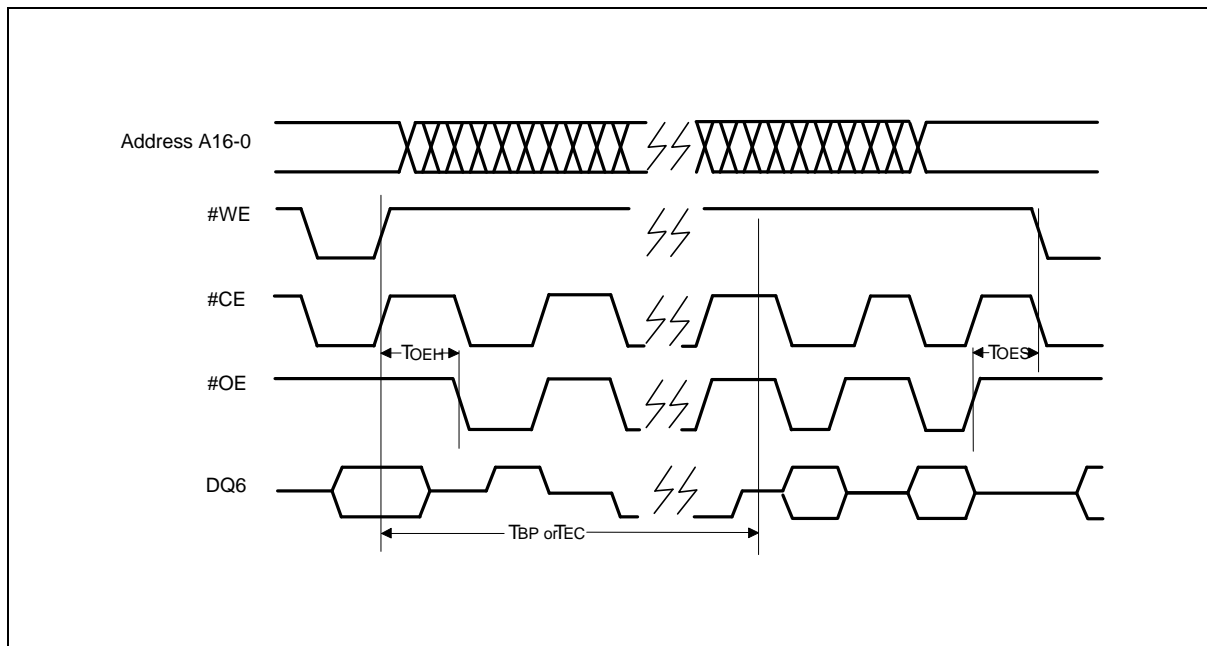 Address A16-0
#WE
#CE
TOEH
TOES
#OE
DQ6
TBP orTEC